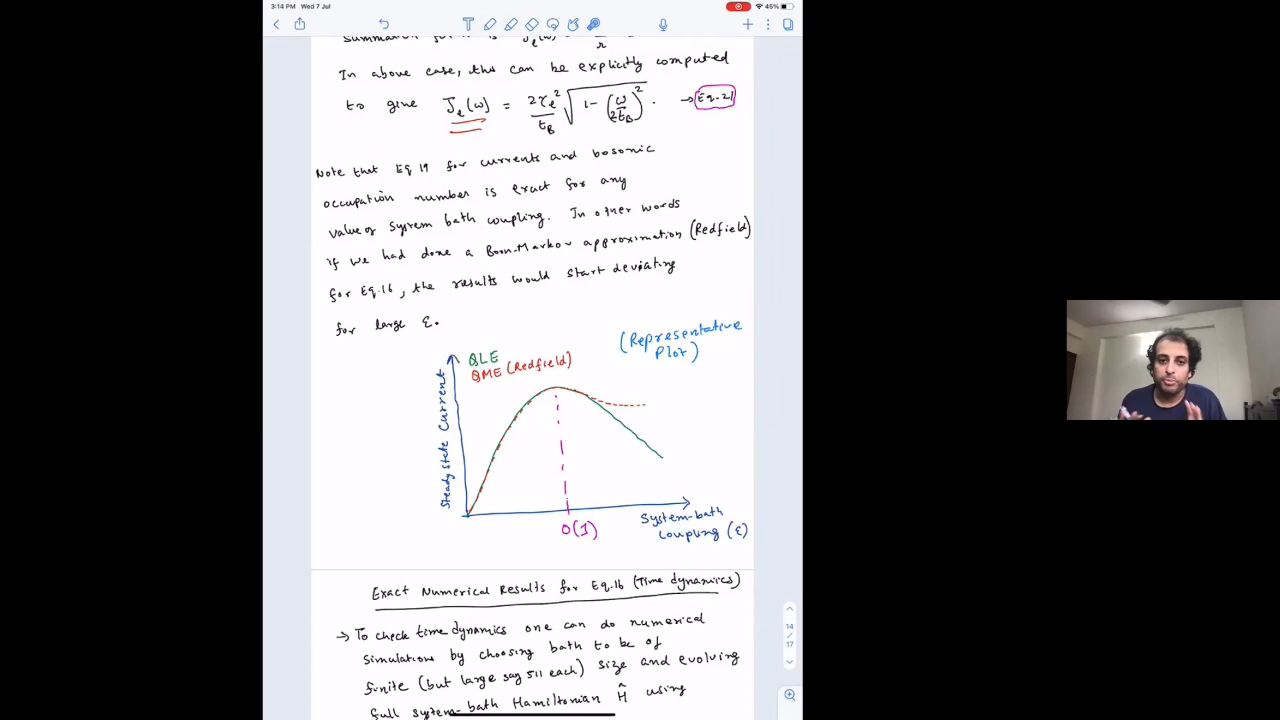 3:14 PM Wed 7 Jul
45%
In above case, this can be explicitly computed
to give J_ℓ(ω) = 2γ_ℓ²/t_B √(1 - (ω/2t_B)²) . → Eq.21
Note that Eq 19 for currents and bosonic
occupation number is exact for any
value of system bath coupling. In other words
if we had done a Born-Markov approximation (Redfield)
for Eq.16, the results would start deviating
for large ε.
(Representative
Plot)
QLE
QME (Redfield)
Steady state Current
O(1)
System-bath
Coupling (ε)
Exact Numerical Results for Eq.16 (Time dynamics)
→ To check time dynamics one can do numerical
simulations by choosing bath to be of
finite (but large say 511 each) size and evolving
full system-bath Hamiltonian Ĥ using
14
/
17